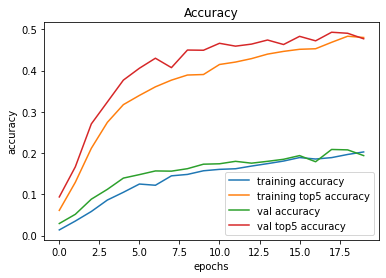 Accuracy
accuracy
0.5
0.4
0.3
0.2
0.1
0.0
training accuracy
training top5 accuracy
val accuracy
val top5 accuracy
0.0 2.5 5.0 7.5 10.0 12.5 15.0 17.5
epochs